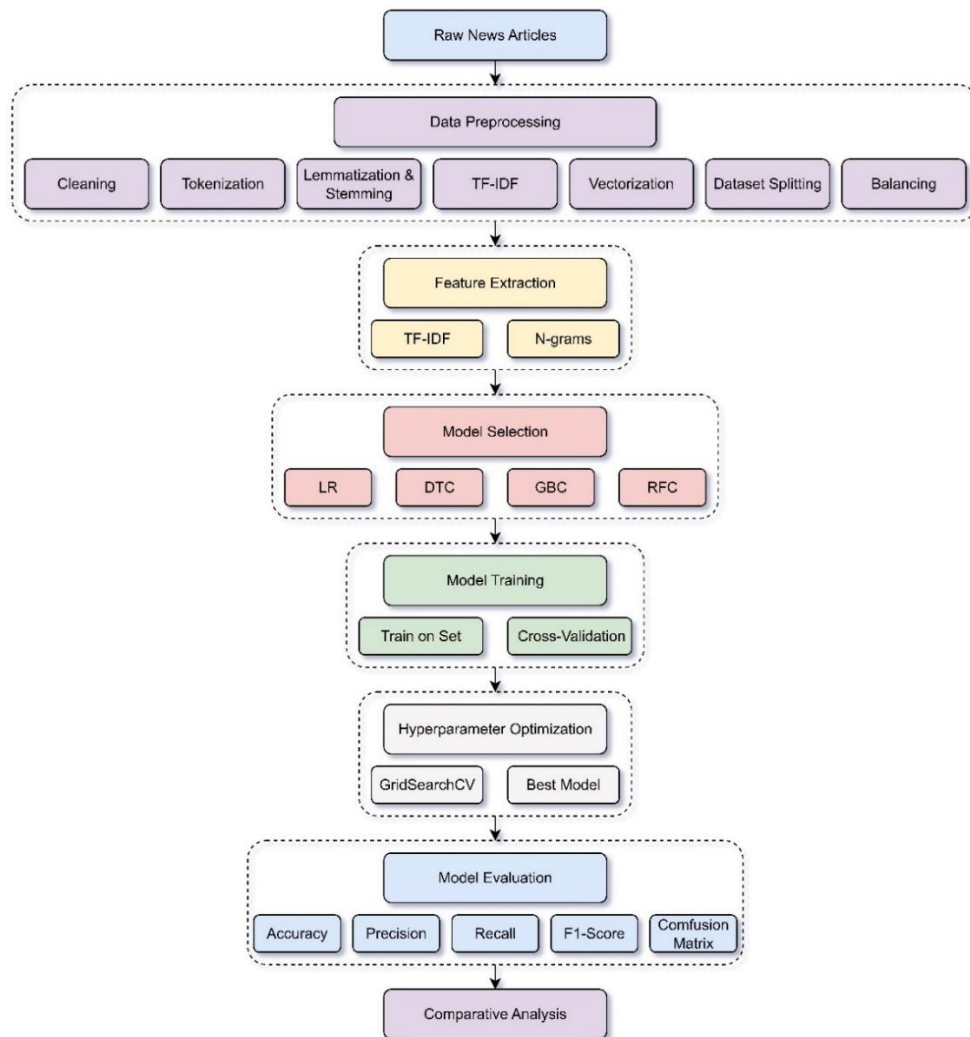 Raw News Articles
Data Preprocessing
Cleaning
Tokenization
Lemmatization &
Stemming
TF-IDF
Vectorization
Dataset Splitting
Balancing
Feature Extraction
TF-IDF
N-grams
Model Selection
LR
DTC
GBC
RFC
Model Training
Train on Set
Cross-Validation
Hyperparameter Optimization
GridSearchCV
Best Model
Model Evaluation
Accuracy
Precision
Recall
F1-Score
Comfusion
Matrix
Comparative Analysis